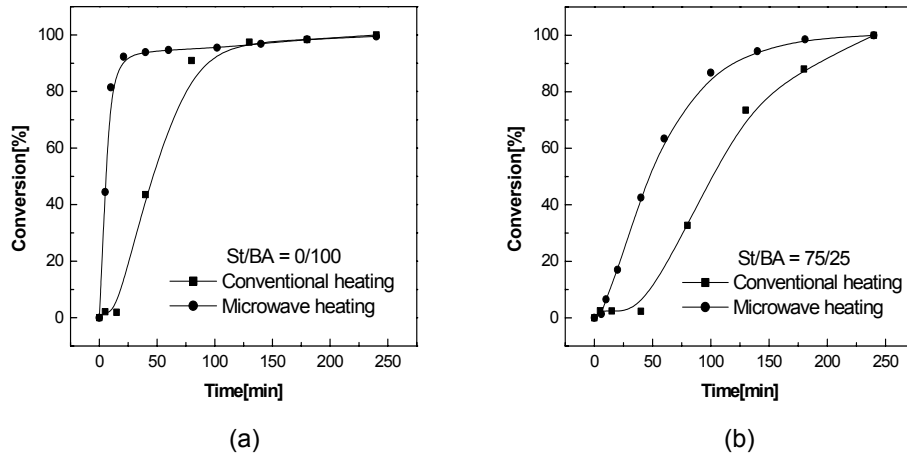 100
80
60
40
20
0
Conversion[%]
St/BA = 0/100
Conventional heating
Microwave heating
0 50 100 150 200 250
Time[min]
(a)
100
80
60
40
20
0
Conversion[%]
St/BA = 75/25
Conventional heating
Microwave heating
0 50 100 150 200 250
Time[min]
(b)